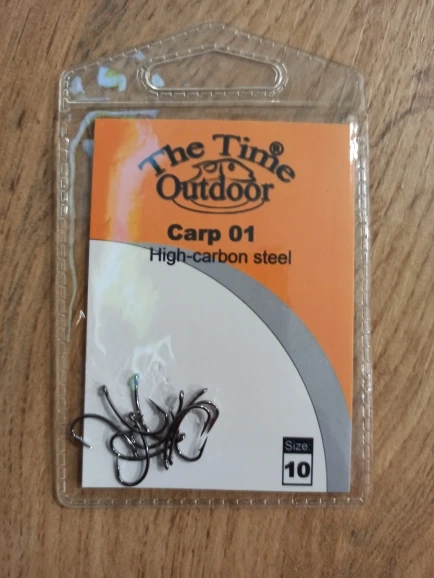 The Time®
Outdoor
Carp 01
High-carbon steel
Size:
10